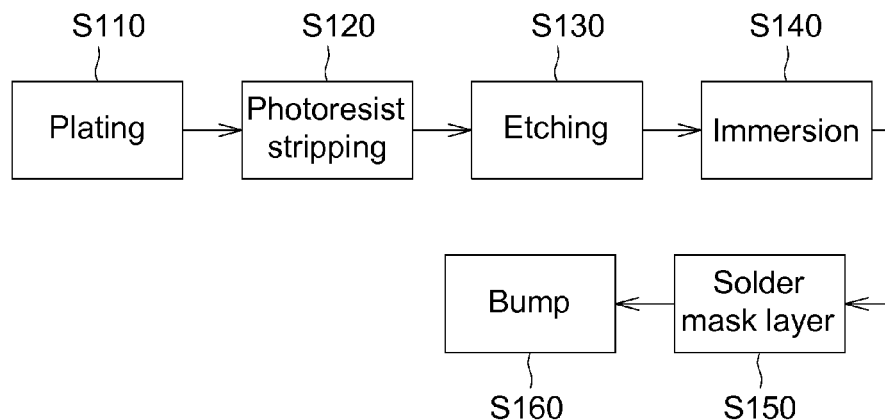 S110
S120
S130
S140
Plating
Photoresist
stripping
Etching
Immersion
Bump
Solder
mask layer
S160
S150